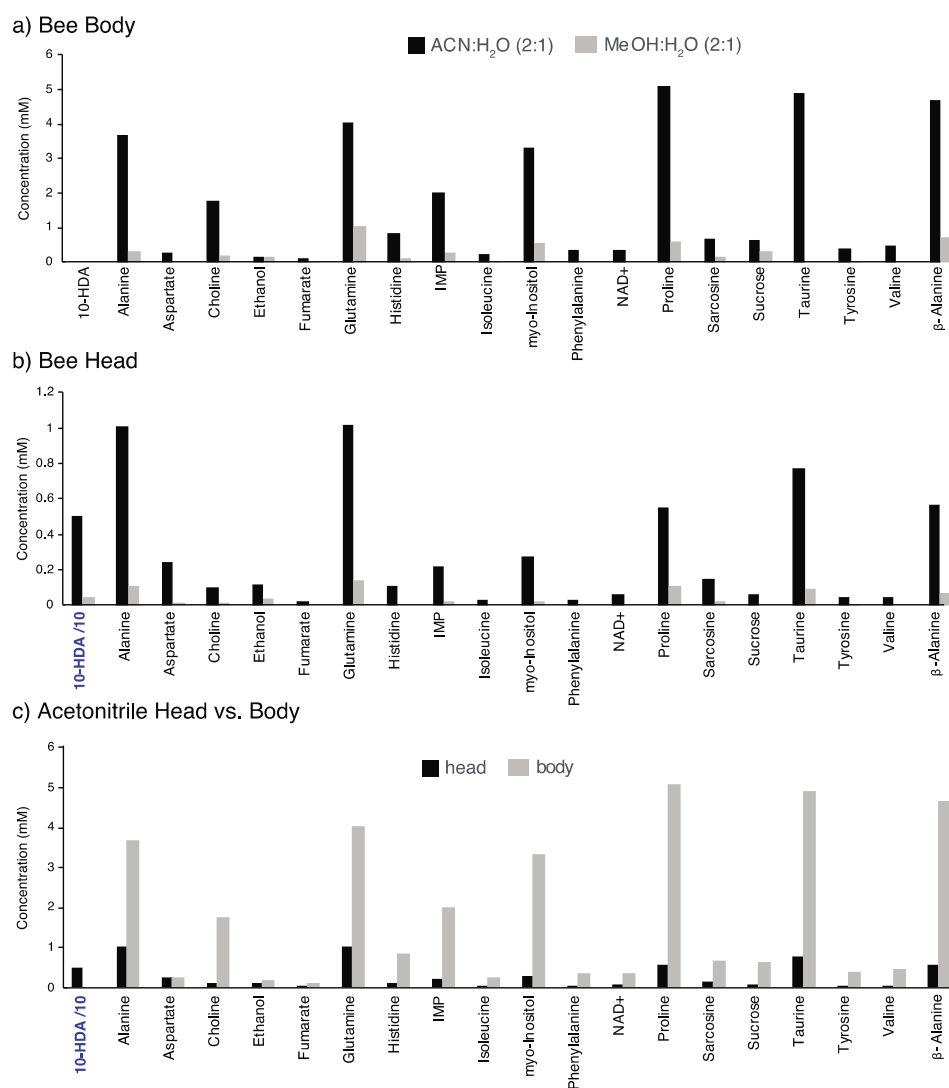 a) Bee Body
ACN:H₂O (2:1) MeOH:H₂O (2:1)
Concentration (mM)
6
5
4
3
2
1
0
10-HDA Alanine Aspartate Choline Ethanol Fumarate Glutamine Histidine IMP Isoleucine myo-Inositol Phenylalanine NAD+ Proline Sarcosine Sucrose Taurine Tyrosine Valine β-Alanine
b) Bee Head
Concentration (mM)
1.2
1
0.8
0.6
0.4
0.2
0
10-HDA /10 Alanine Aspartate Choline Ethanol Fumarate Glutamine Histidine IMP Isoleucine myo-Inositol Phenylalanine NAD+ Proline Sarcosine Sucrose Taurine Tyrosine Valine β-Alanine
c) Acetonitrile Head vs. Body
head body
Concentration (mM)
6
5
4
3
2
1
0
10-HDA /10 Alanine Aspartate Choline Ethanol Fumarate Glutamine Histidine IMP Isoleucine myo-Inositol Phenylalanine NAD+ Proline Sarcosine Sucrose Taurine Tyrosine Valine β- Alanine